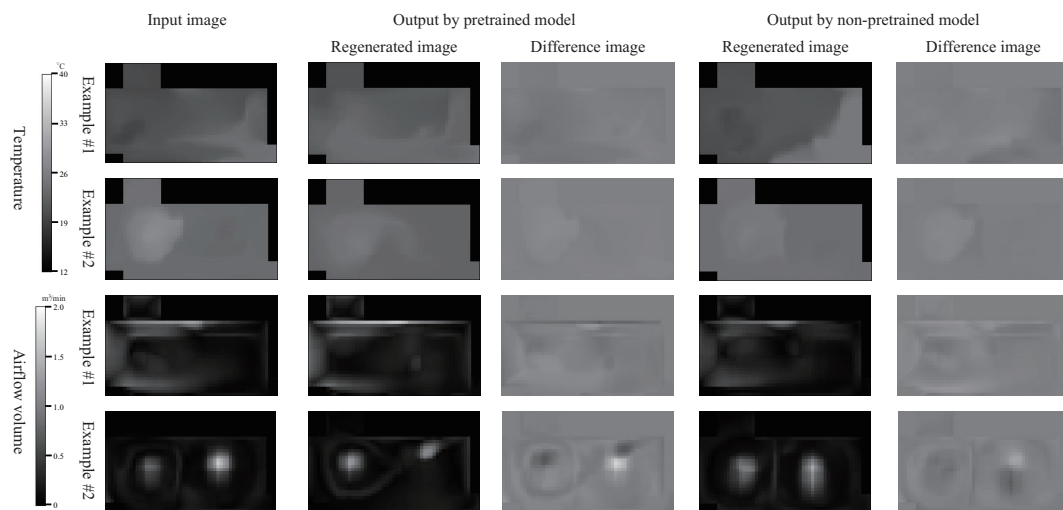 Input image
Output by pretrained model
Output by non-pretrained model
Regenerated image
Difference image
Regenerated image
Difference image
Temperature
°C
40
33
26
19
12
Example #1
Example #2
Airflow volume
m³/min
2.0
1.5
1.0
0.5
0
Example #1
Example #2